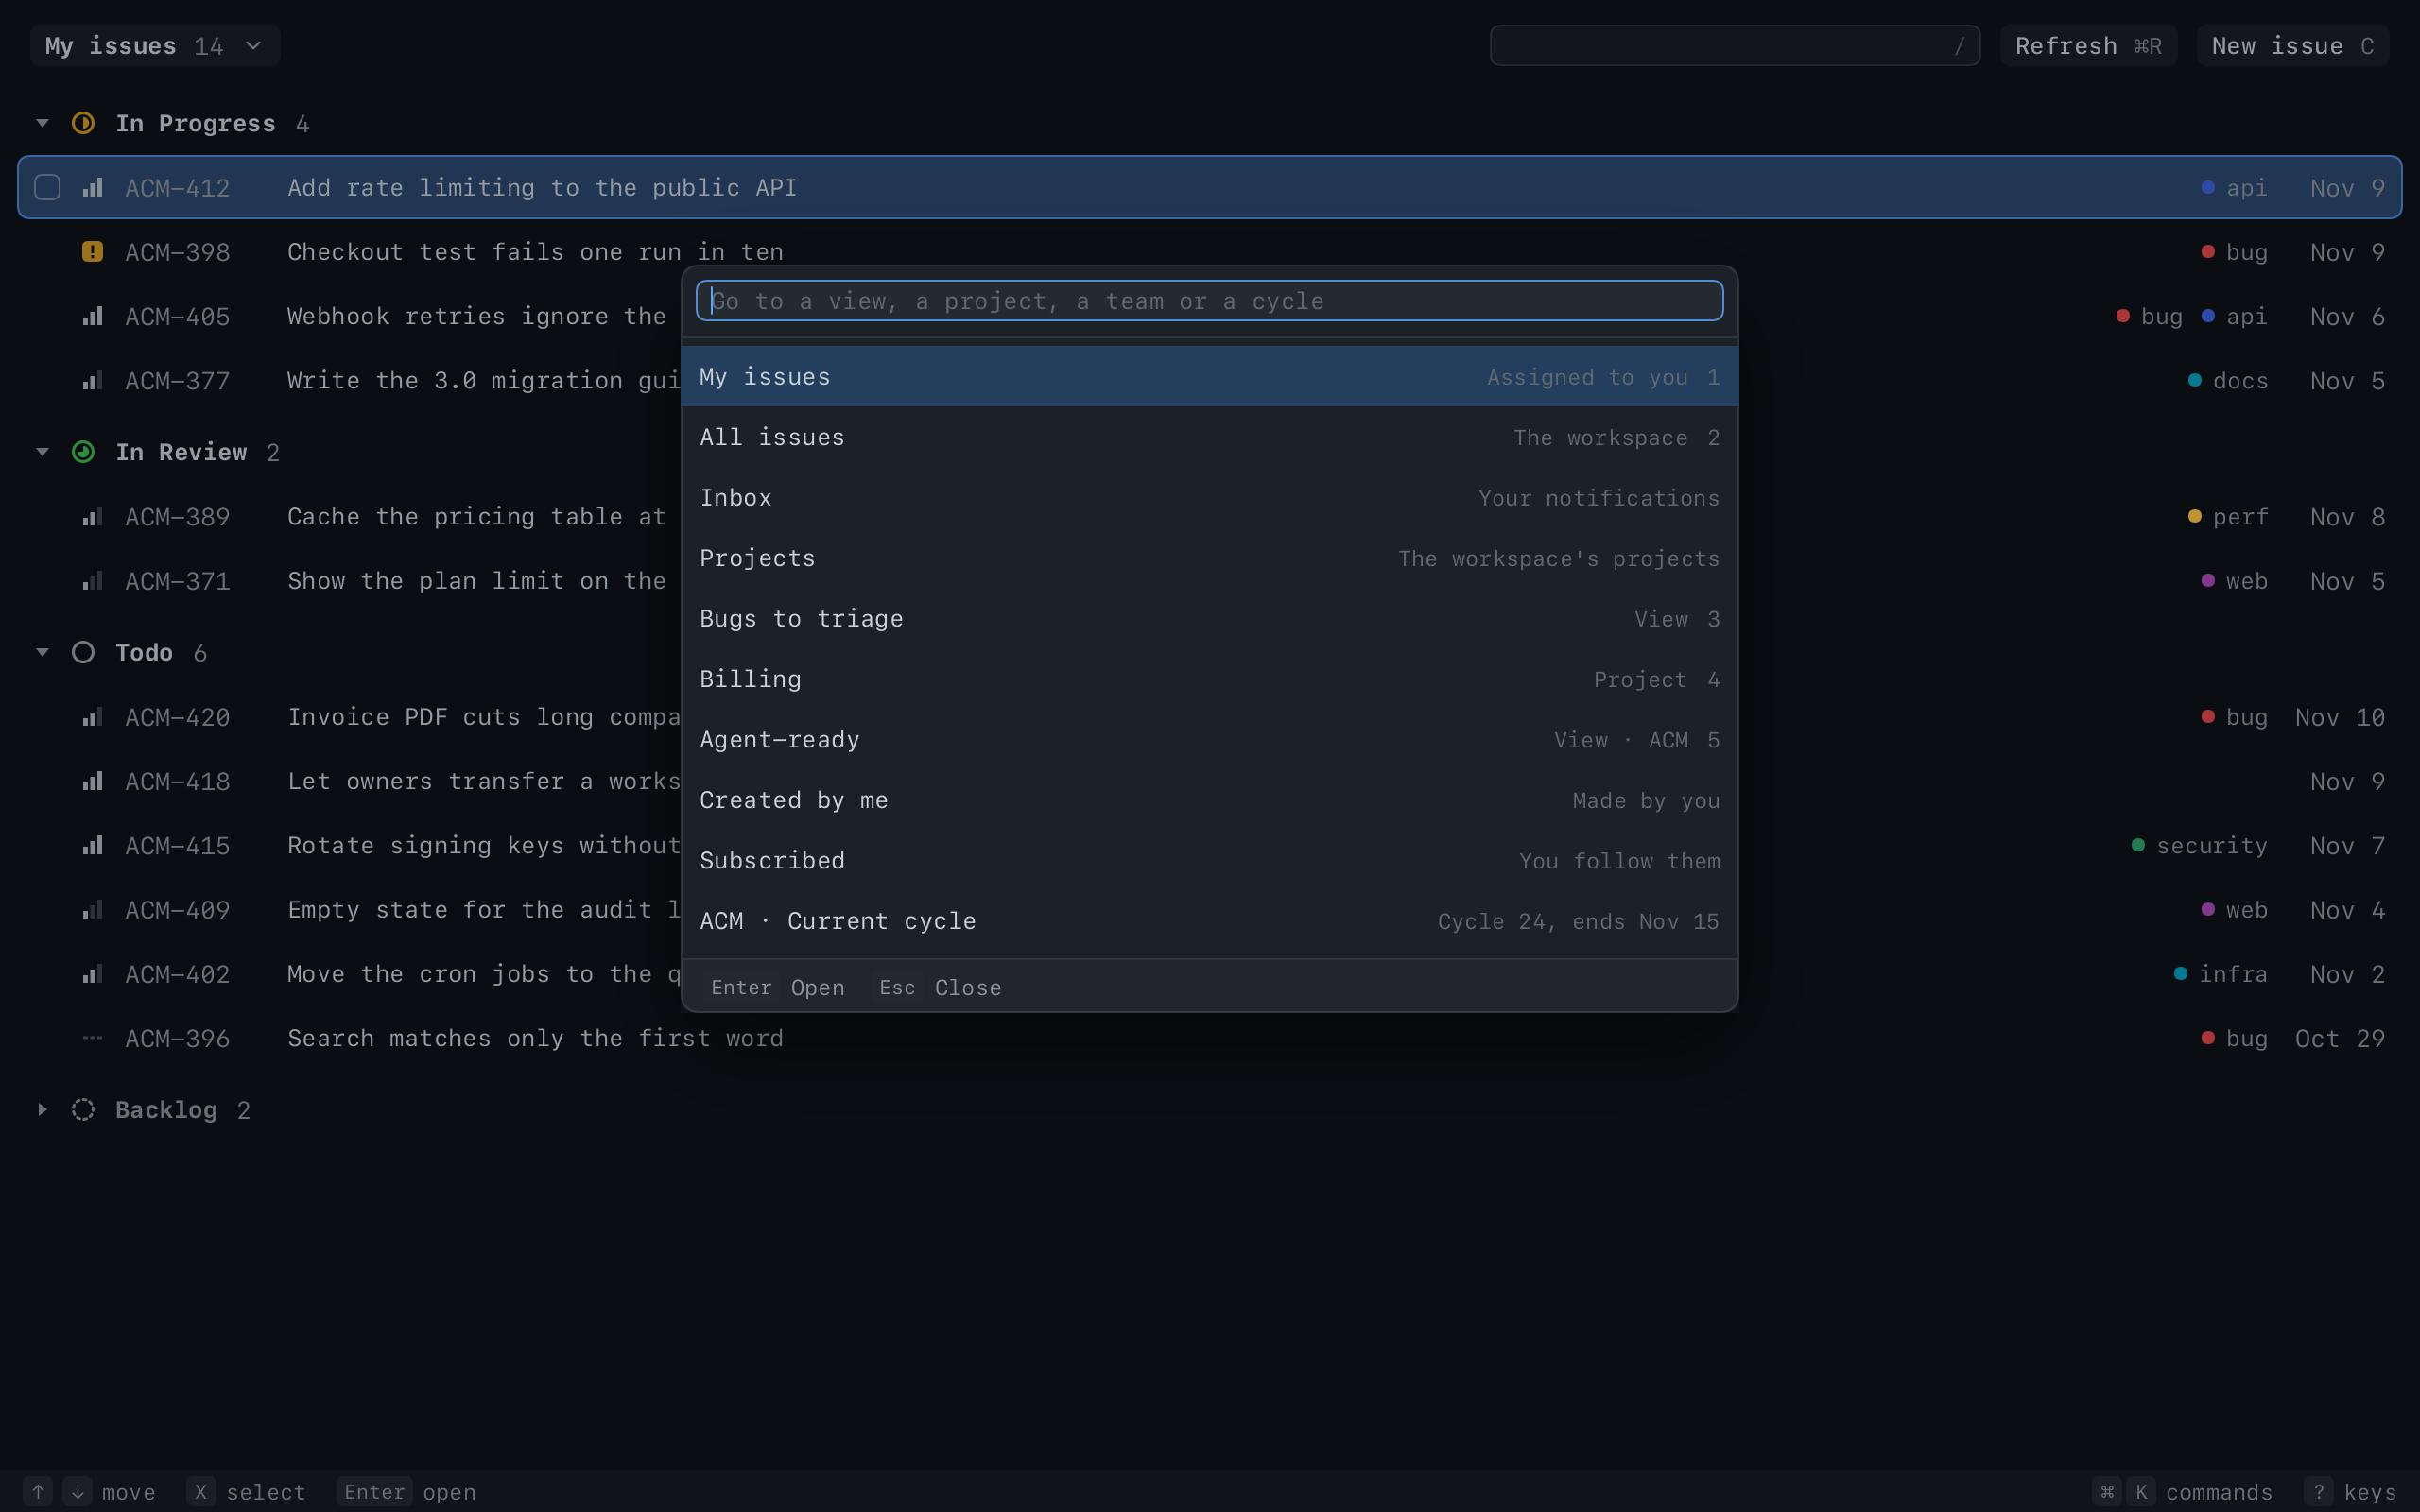 My issues 14
/ Refresh ⌘R New issue C
In Progress 4
ACM-412 Add rate limiting to the public API api Nov 9
ACM-398 Checkout test fails one run in ten bug Nov 9
ACM-405 Webhook retries ignore the bug api Nov 6
ACM-377 Write the 3.0 migration gui docs Nov 5
In Review 2
ACM-389 Cache the pricing table at perf Nov 8
ACM-371 Show the plan limit on the web Nov 5
Todo 6
ACM-420 Invoice PDF cuts long compa bug Nov 10
ACM-418 Let owners transfer a works Nov 9
ACM-415 Rotate signing keys without security Nov 7
ACM-409 Empty state for the audit l web Nov 4
ACM-402 Move the cron jobs to the q infra Nov 2
ACM-396 Search matches only the first word bug Oct 29
Backlog 2
Go to a view, a project, a team or a cycle
My issues Assigned to you 1
All issues The workspace 2
Inbox Your notifications
Projects The workspace's projects
Bugs to triage View 3
Billing Project 4
Agent-ready View · ACM 5
Created by me Made by you
Subscribed You follow them
ACM · Current cycle Cycle 24, ends Nov 15
Enter Open Esc Close
↑ ↓ move X select Enter open ⌘ K commands ? keys